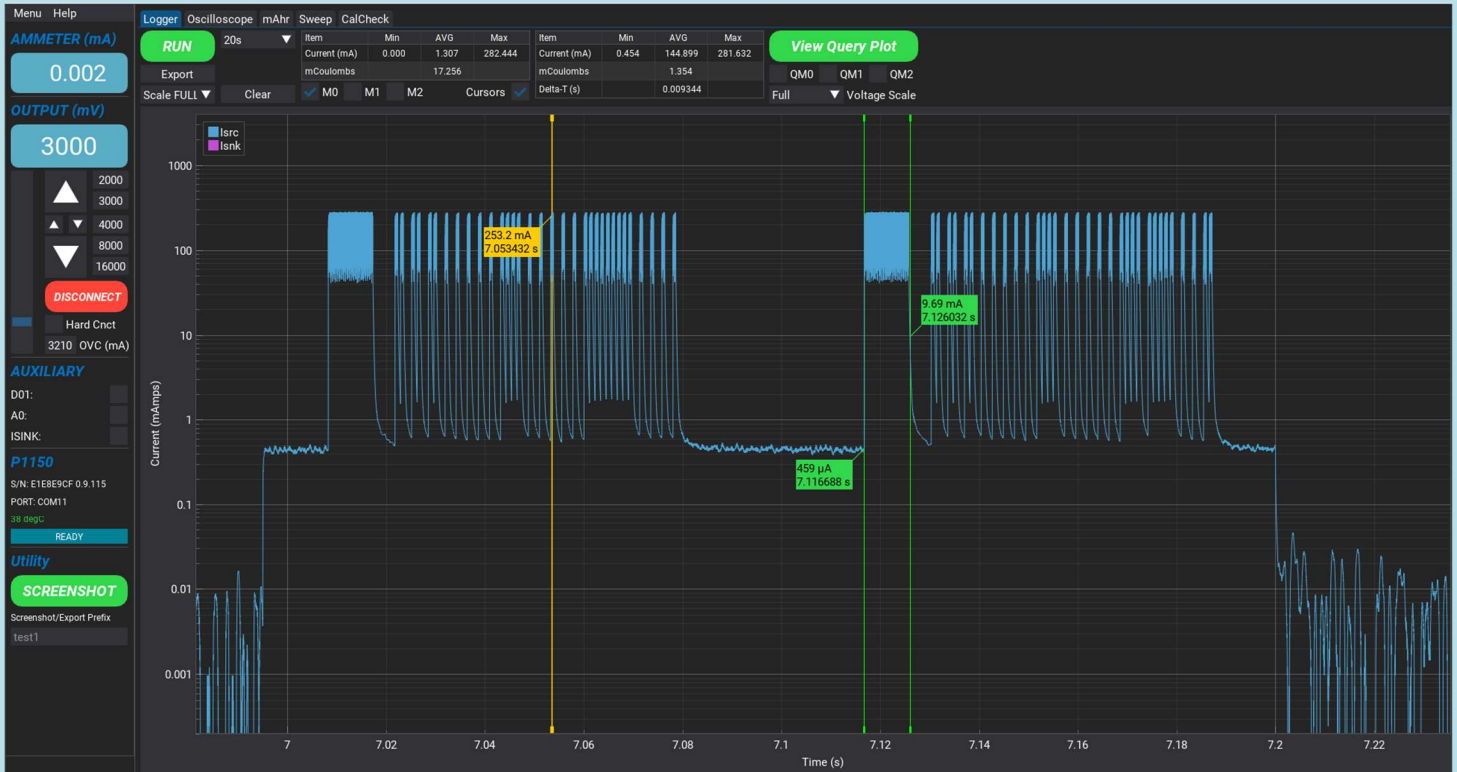 Menu Help
AMMETER (mA)
0.002
OUTPUT (mV)
3000
2000
3000
4000
8000
16000
DISCONNECT
Hard Cnct
3210 OVC (mA)
AUXILIARY
D01:
A0:
ISINK:
P1150
S/N: E1E8E9CF 0.9.115
PORT: COM11
38 degC
READY
Utility
SCREENSHOT
Screenshot/Export Prefix
test1
Logger Oscilloscope mAhr Sweep CalCheck
RUN 20s
Export
Scale FULL Clear
Item Min AVG Max
Current (mA) 0.000 1.307 282.444
mCoulombs 17.256
M0 M1 M2 Cursors
Item Min AVG Max
Current (mA) 0.454 144.899 281.632
mCoulombs 1.354
Delta-T (s) 0.009344
View Query Plot
QM0 QM1 QM2
Full Voltage Scale
Isrc
Isnk
1000
100
10
1
0.1
0.01
0.001
Current (mAmps)
253.2 mA
7.053432 s
9.69 mA
7.126032 s
459 µA
7.116688 s
7 7.02 7.04 7.06 7.08 7.1 7.12 7.14 7.16 7.18 7.2 7.22
Time (s)